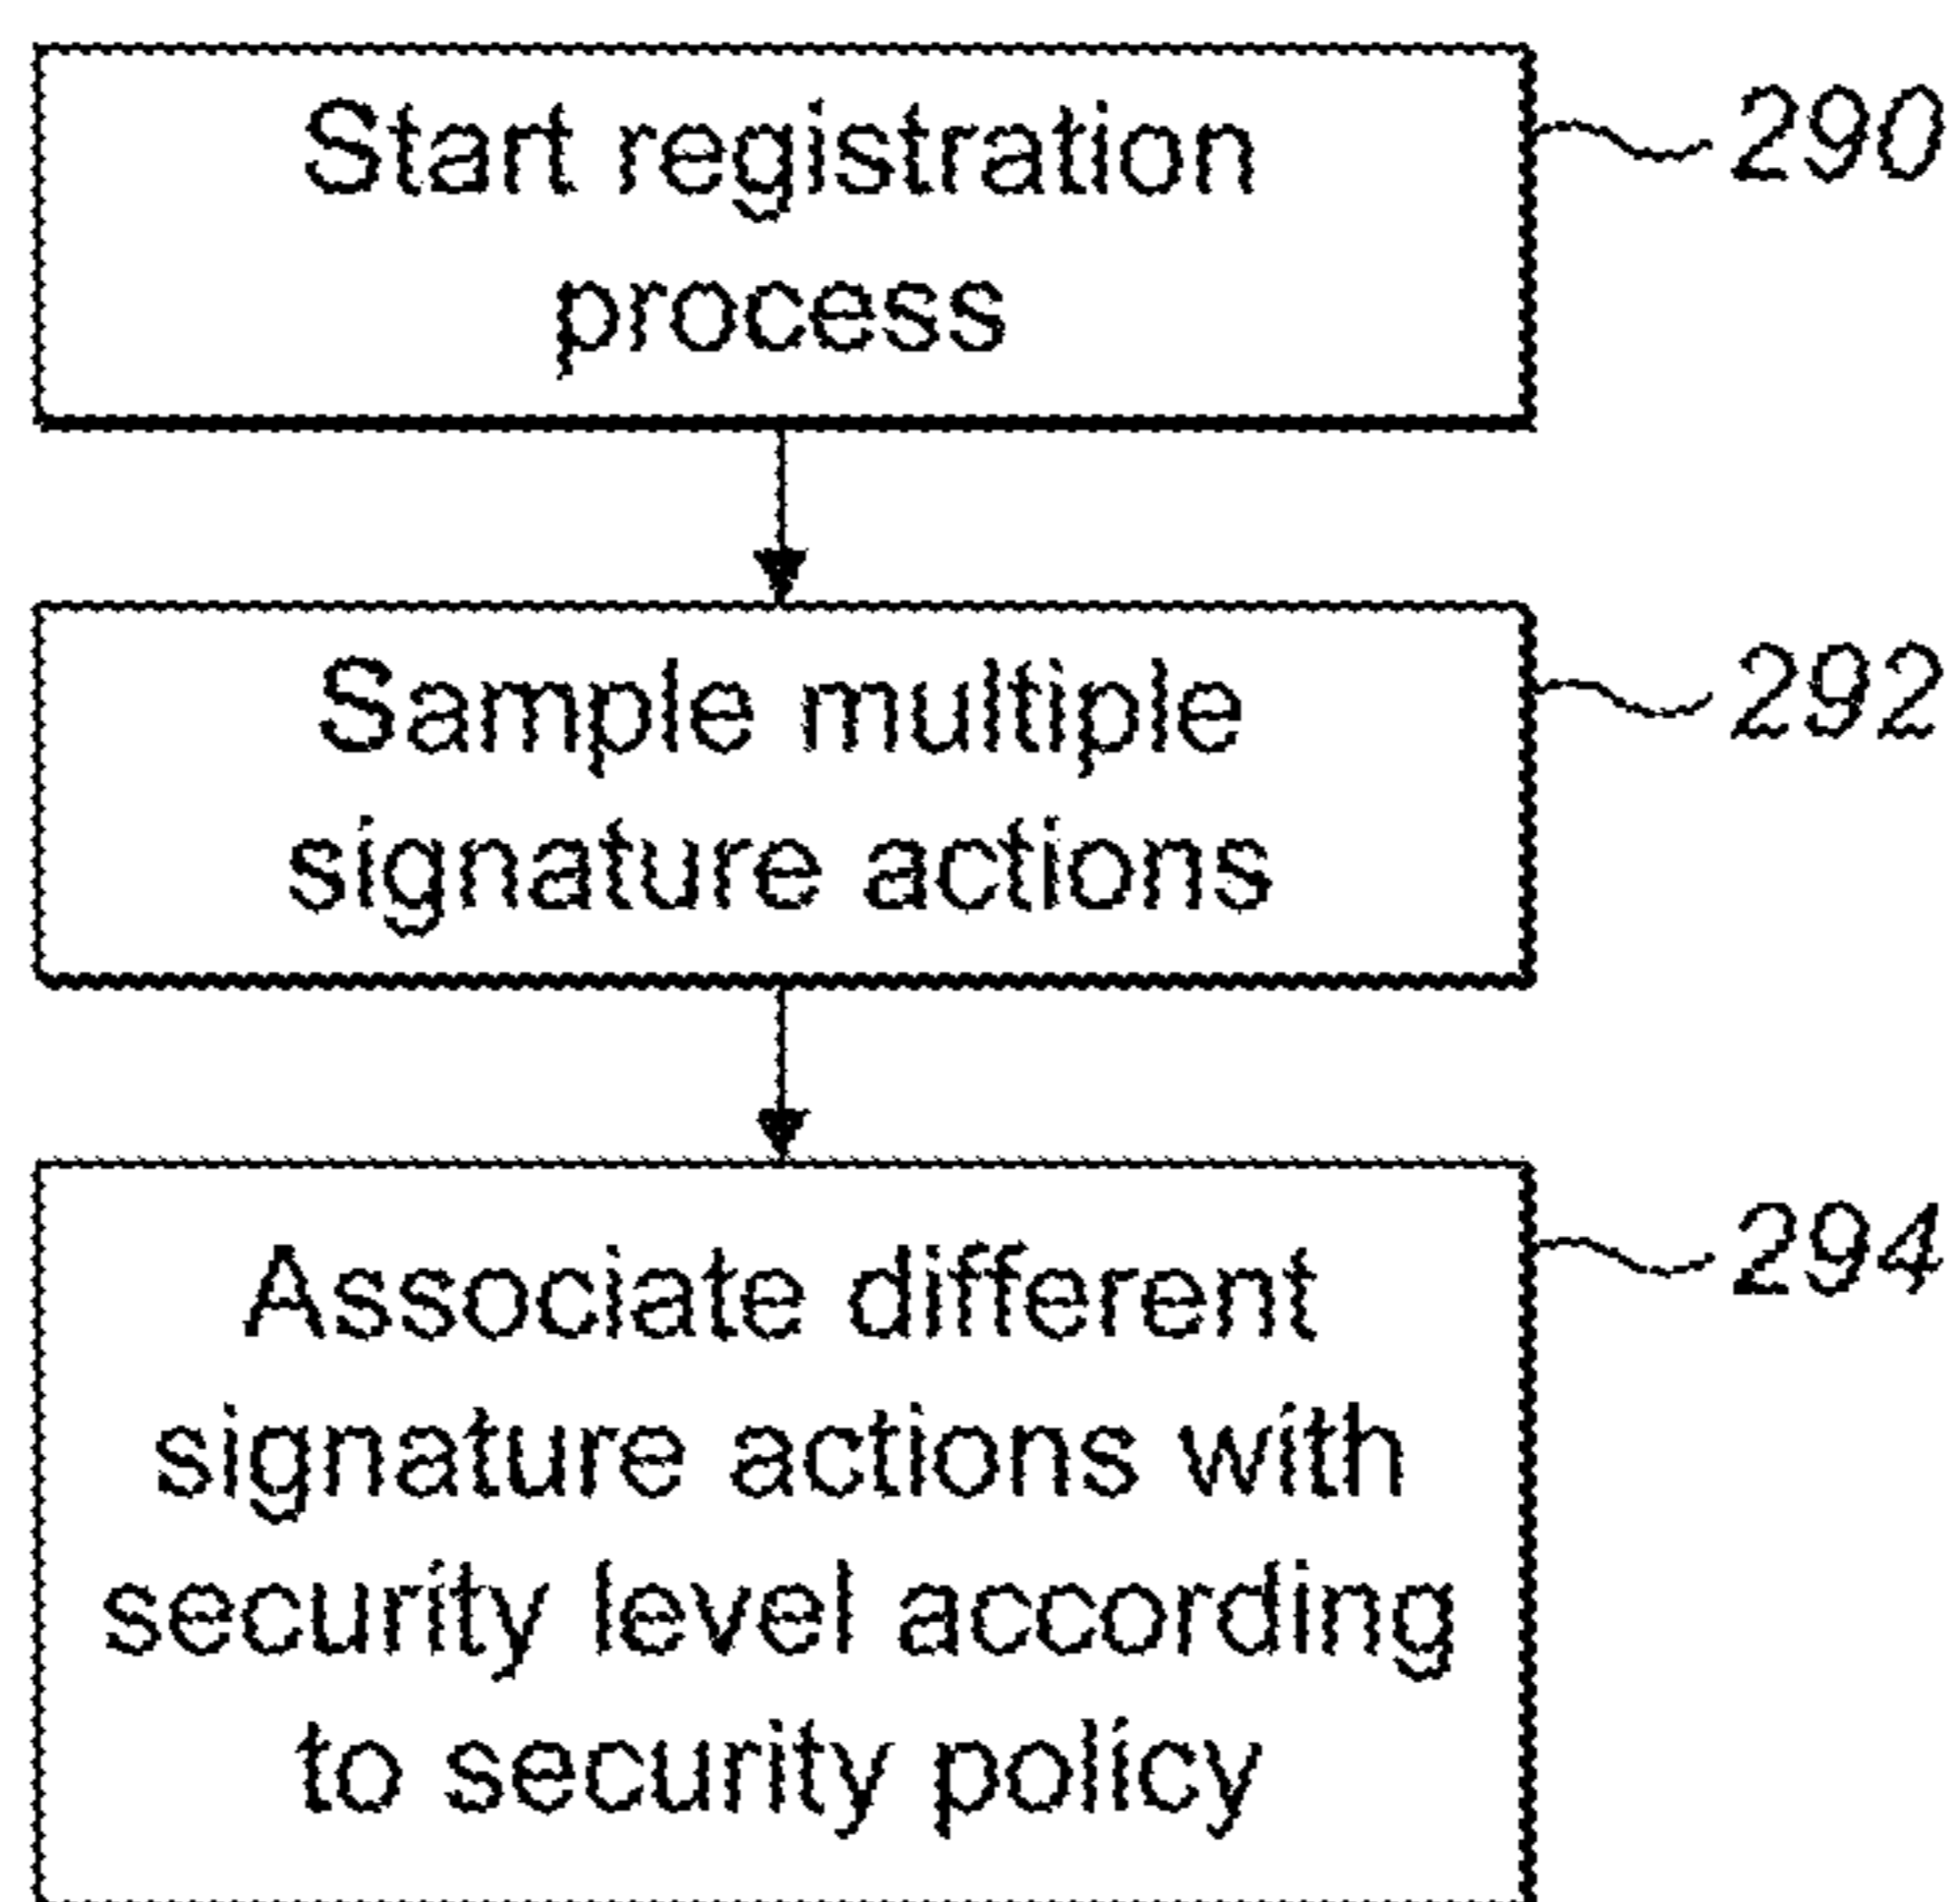 Start registration
process
290
Sample multiple
signature actions
292
Associate different
signature actions with
security level according
to security policy
294